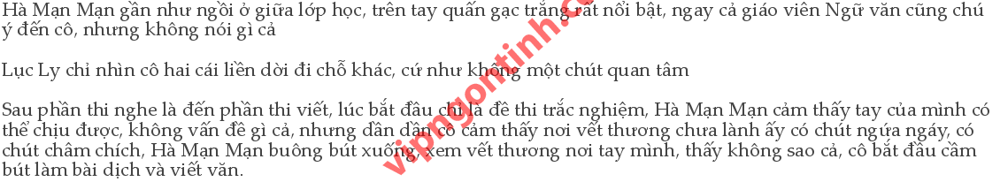 Hà Mạn Mạn gần như ngồi ở giữa lớp học, trên tay quấn gạc trắng rất nổi bật, ngay cả giáo viên Ngữ văn cũng chú
ý đến cô, nhưng không nói gì cả
Lục Ly chỉ nhìn cô hai cái liền dời đi chỗ khác, cứ như không một chút quan tâm
Sau phần thi nghe là đến phần thi viết, lúc bắt đầu chỉ là đề thi trắc nghiệm, Hà Mạn Mạn cảm thấy tay của mình có
thể chịu được, không vấn đề gì cả, nhưng dần dần cô cảm thấy nơi vết thương chưa lành ấy có chút ngứa ngáy, có
chút châm chích, Hà Mạn Mạn buông bút xuống, xem vết thương nơi tay mình, thấy không sao cả, cô bắt đầu cầm
bút làm bài dịch và viết văn.
vipngontinh.co